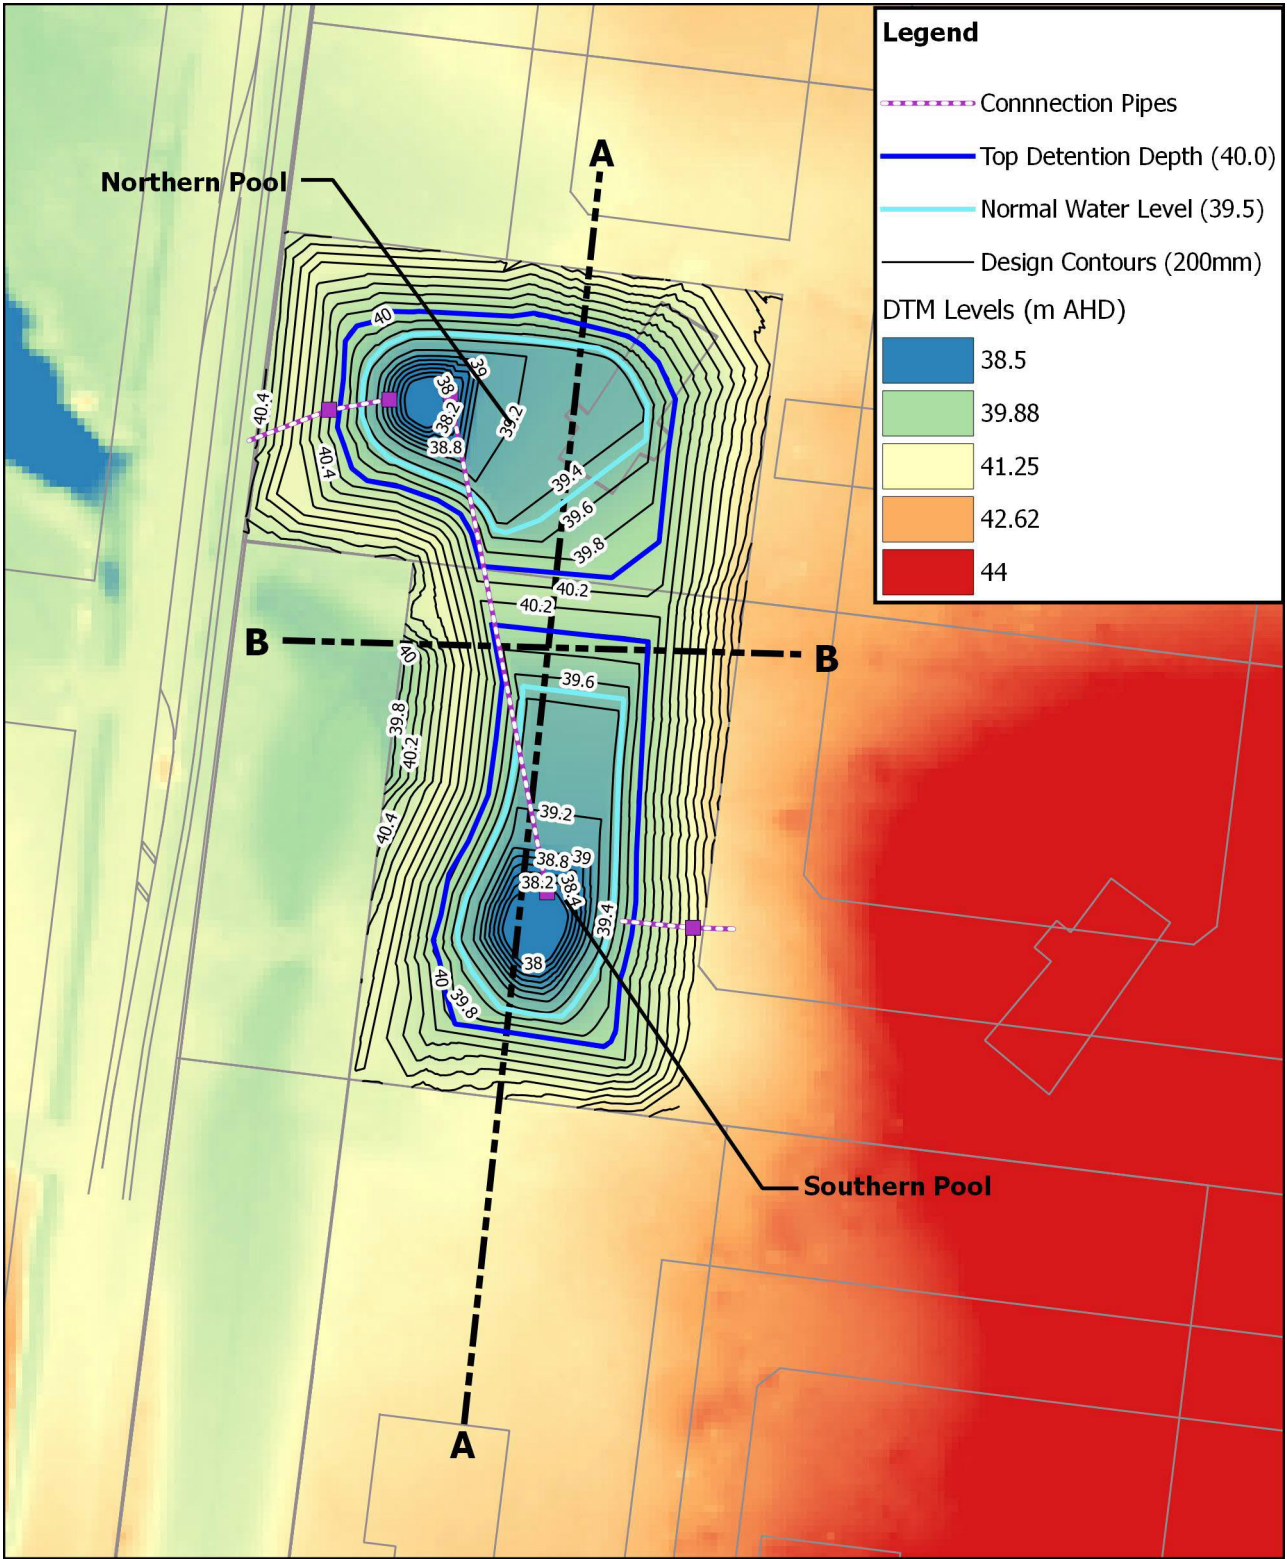 Legend
Connnection Pipes
Top Detention Depth (40.0)
Normal Water Level (39.5)
Design Contours (200mm)
DTM Levels (m AHD)
38.5
39.88
41.25
42.62
44
A
Northern Pool
40
39
38
40.4
38.2
39.2
38.8
40.4
39.4
39.6
39.8
40.2
40.2
B
B
40
39.6
39.8
40.2
39.2
40.4
38.8
39
38.2
38.4
39.4
38
40
39.8
Southern Pool
A